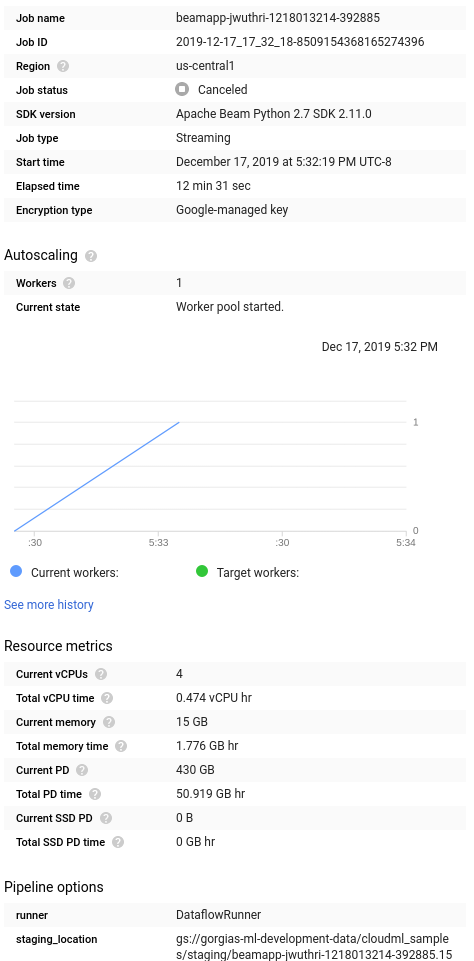 Job name beamapp-jwuthri-1218013214-392885
Job ID 2019-12-17_17_32_18-8509154368165274396
Region ? us-central1
Job status Canceled
SDK version Apache Beam Python 2.7 SDK 2.11.0
Job type Streaming
Start time December 17, 2019 at 5:32:19 PM UTC-8
Elapsed time 12 min 31 sec
Encryption type Google-managed key
Autoscaling ?
Workers ? 1
Current state Worker pool started.
Dec 17, 2019 5:32 PM
1
0
:30 5:33 :30 5:34
Current workers: Target workers:
See more history
Resource metrics
Current vCPUs ? 4
Total vCPU time ? 0.474 vCPU hr
Current memory ? 15 GB
Total memory time ? 1.776 GB hr
Current PD ? 430 GB
Total PD time ? 50.919 GB hr
Current SSD PD ? 0 B
Total SSD PD time ? 0 GB hr
Pipeline options
runner DataflowRunner
staging_location gs://gorgias-ml-development-data/cloudml_sample
s/staging/beamapp-jwuthri-1218013214-392885.15